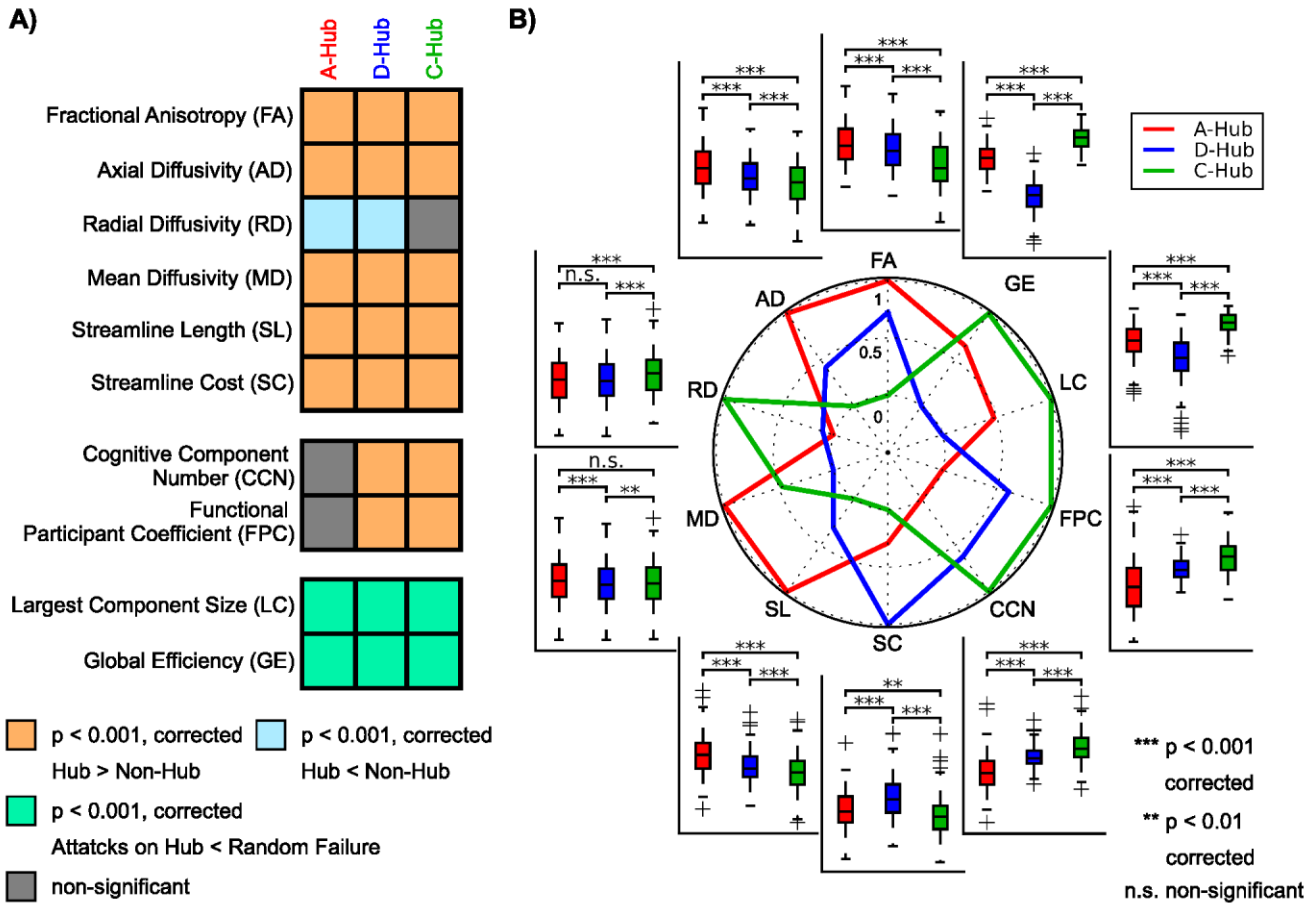 A)
A-Hub
D-Hub
C-Hub
Fractional Anisotropy (FA)
Axial Diffusivity (AD)
Radial Diffusivity (RD)
Mean Diffusivity (MD)
Streamline Length (SL)
Streamline Cost (SC)
Cognitive Component
Number (CCN)
Functional
Participant Coefficient (FPC)
Largest Component Size (LC)
Global Efficiency (GE)
p < 0.001, corrected
Hub > Non-Hub
p < 0.001, corrected
Hub < Non-Hub
p < 0.001, corrected
Attatcks on Hub < Random Failure
non-significant
B)
***
***
***
***
***
***
***
***
***
A-Hub
D-Hub
C-Hub
***
n.s.
***
FA
AD
GE
1
0.5
0
RD
LC
MD
FPC
SL
CCN
SC
***
***
***
n.s.
***
**
***
***
***
***
***
***
**
***
***
***
***
***
*** p < 0.001
corrected
** p < 0.01
corrected
n.s. non-significant